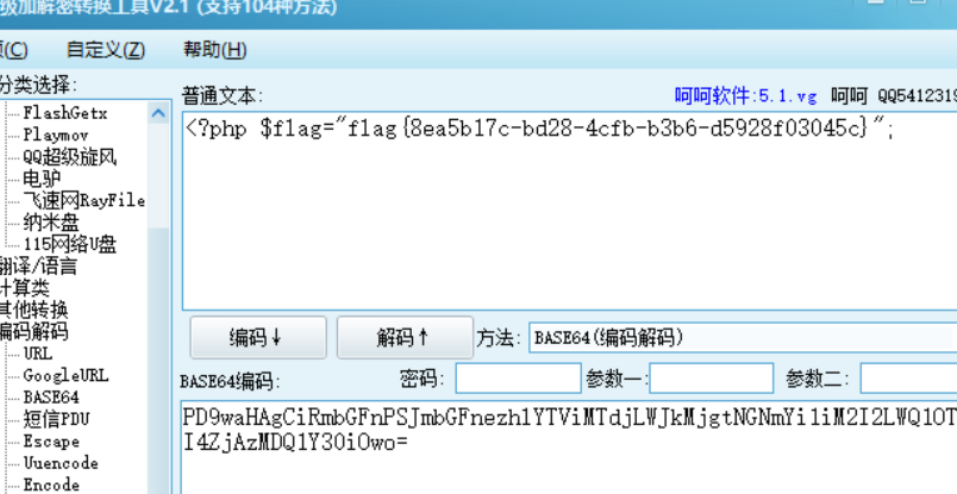 级加解密转换工具V2.1 (支持104种方法)
(C) 自定义(Z) 帮助(H)
分类选择:
FlashGetx
Playmov
QQ超级旋风
电驴
飞速网RayFile
纳米盘
115网络U盘
翻译/语言
计算类
其他转换
编码解码
URL
GoogleURL
BASE64
短信PDU
Escape
Uuencode
Encode
普通文本: 呵呵软件:5.1.vg 呵呵 QQ5412319
<?php $flag="flag{8ea5b17c-bd28-4cfb-b3b6-d5928f03045c}";
编码↓ 解码↑ 方法: BASE64(编码解码)
BASE64编码: 密码: 参数一: 参数二:
PD9waHAgCiRmbGFnPSJmbGFnezhlYTViMTdjLWJkMjgtNGNmYi1iM2I2LWQ1OT
I4ZjAzMDQ1Y30iOwo=